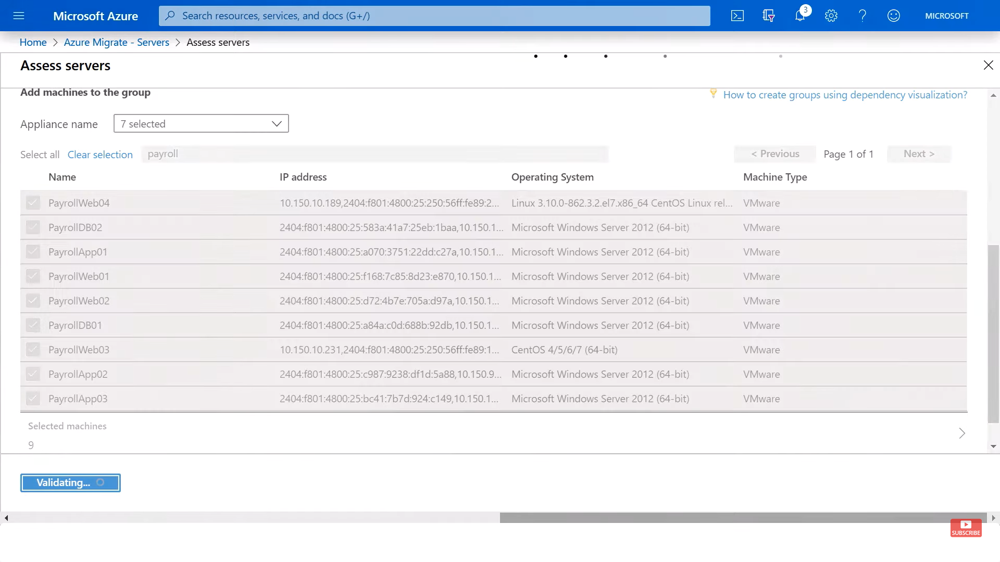 Microsoft Azure
Search resources, services, and docs (G+/)
3
MICROSOFT
Home > Azure Migrate - Servers > Assess servers
Assess servers
Add machines to the group
How to create groups using dependency visualization?
Appliance name 7 selected
Select all Clear selection payroll < Previous Page 1 of 1 Next >
Name IP address Operating System Machine Type
PayrollWeb04 10.150.10.189,2404:f801:4800:25:250:56ff:fe89:2... Linux 3.10.0-862.3.2.el7.x86_64 CentOS Linux rel... VMware
PayrollDB02 2404:f801:4800:25:583a:41a7:25eb:1baa,10.150.1... Microsoft Windows Server 2012 (64-bit) VMware
PayrollApp01 2404:f801:4800:25:a070:3751:22dd:c27a,10.150.1... Microsoft Windows Server 2012 (64-bit) VMware
PayrollWeb01 2404:f801:4800:25:f168:7c85:8d23:e870,10.150.1... Microsoft Windows Server 2012 (64-bit) VMware
PayrollWeb02 2404:f801:4800:25:d72:4b7e:705a:d97a,10.150.1... Microsoft Windows Server 2012 (64-bit) VMware
PayrollDB01 2404:f801:4800:25:a84a:c0d:688b:92db,10.150.1... Microsoft Windows Server 2012 (64-bit) VMware
PayrollWeb03 10.150.10.231,2404:f801:4800:25:250:56ff:fe89:1... CentOS 4/5/6/7 (64-bit) VMware
PayrollApp02 2404:f801:4800:25:c987:9238:df1d:5a88,10.150.9... Microsoft Windows Server 2012 (64-bit) VMware
PayrollApp03 2404:f801:4800:25:bc41:7b7d:924:c149,10.150.1... Microsoft Windows Server 2012 (64-bit) VMware
Selected machines
9
Validating...
SUBSCRIBE